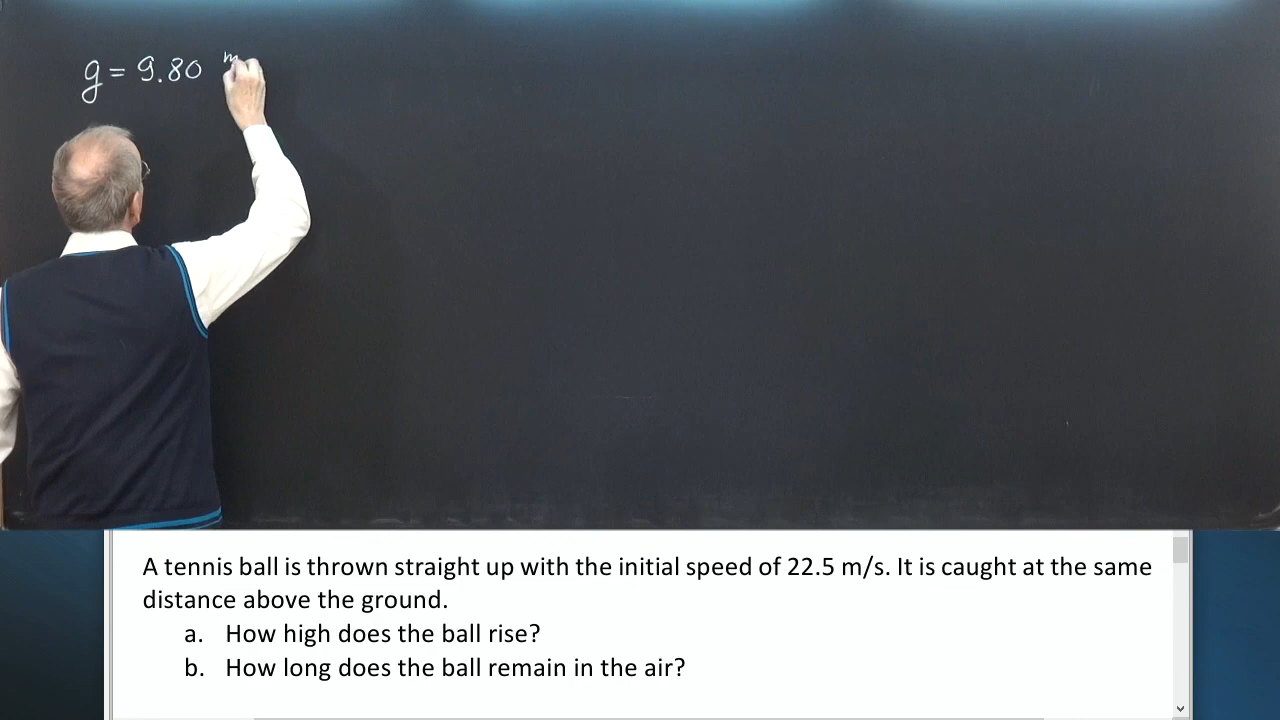 g = 9.80 m
A tennis ball is thrown straight up with the initial speed of 22.5 m/s. It is caught at the same
distance above the ground.
a. How high does the ball rise?
b. How long does the ball remain in the air?